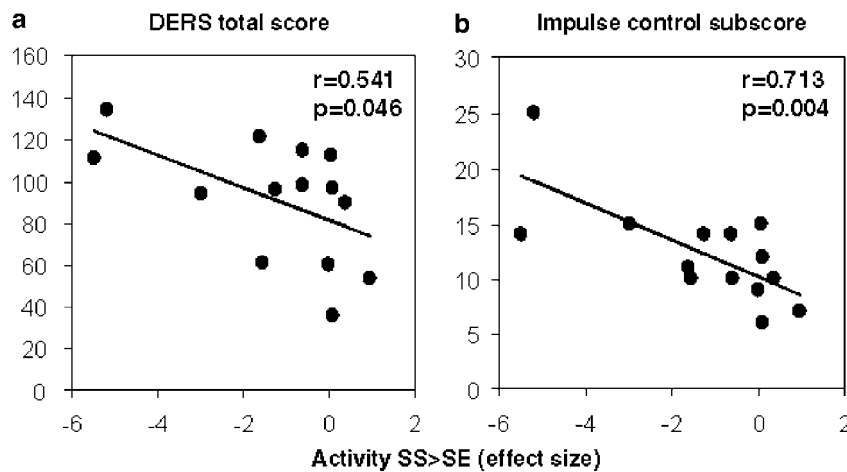 a DERS total score
r=0.541
p=0.046
160
140
120
100
80
60
40
20
0
-6 -4 -2 0 2
b Impulse control subscore
r=0.713
p=0.004
30
25
20
15
10
5
0
-6 -4 -2 0 2
Activity SS>SE (effect size)